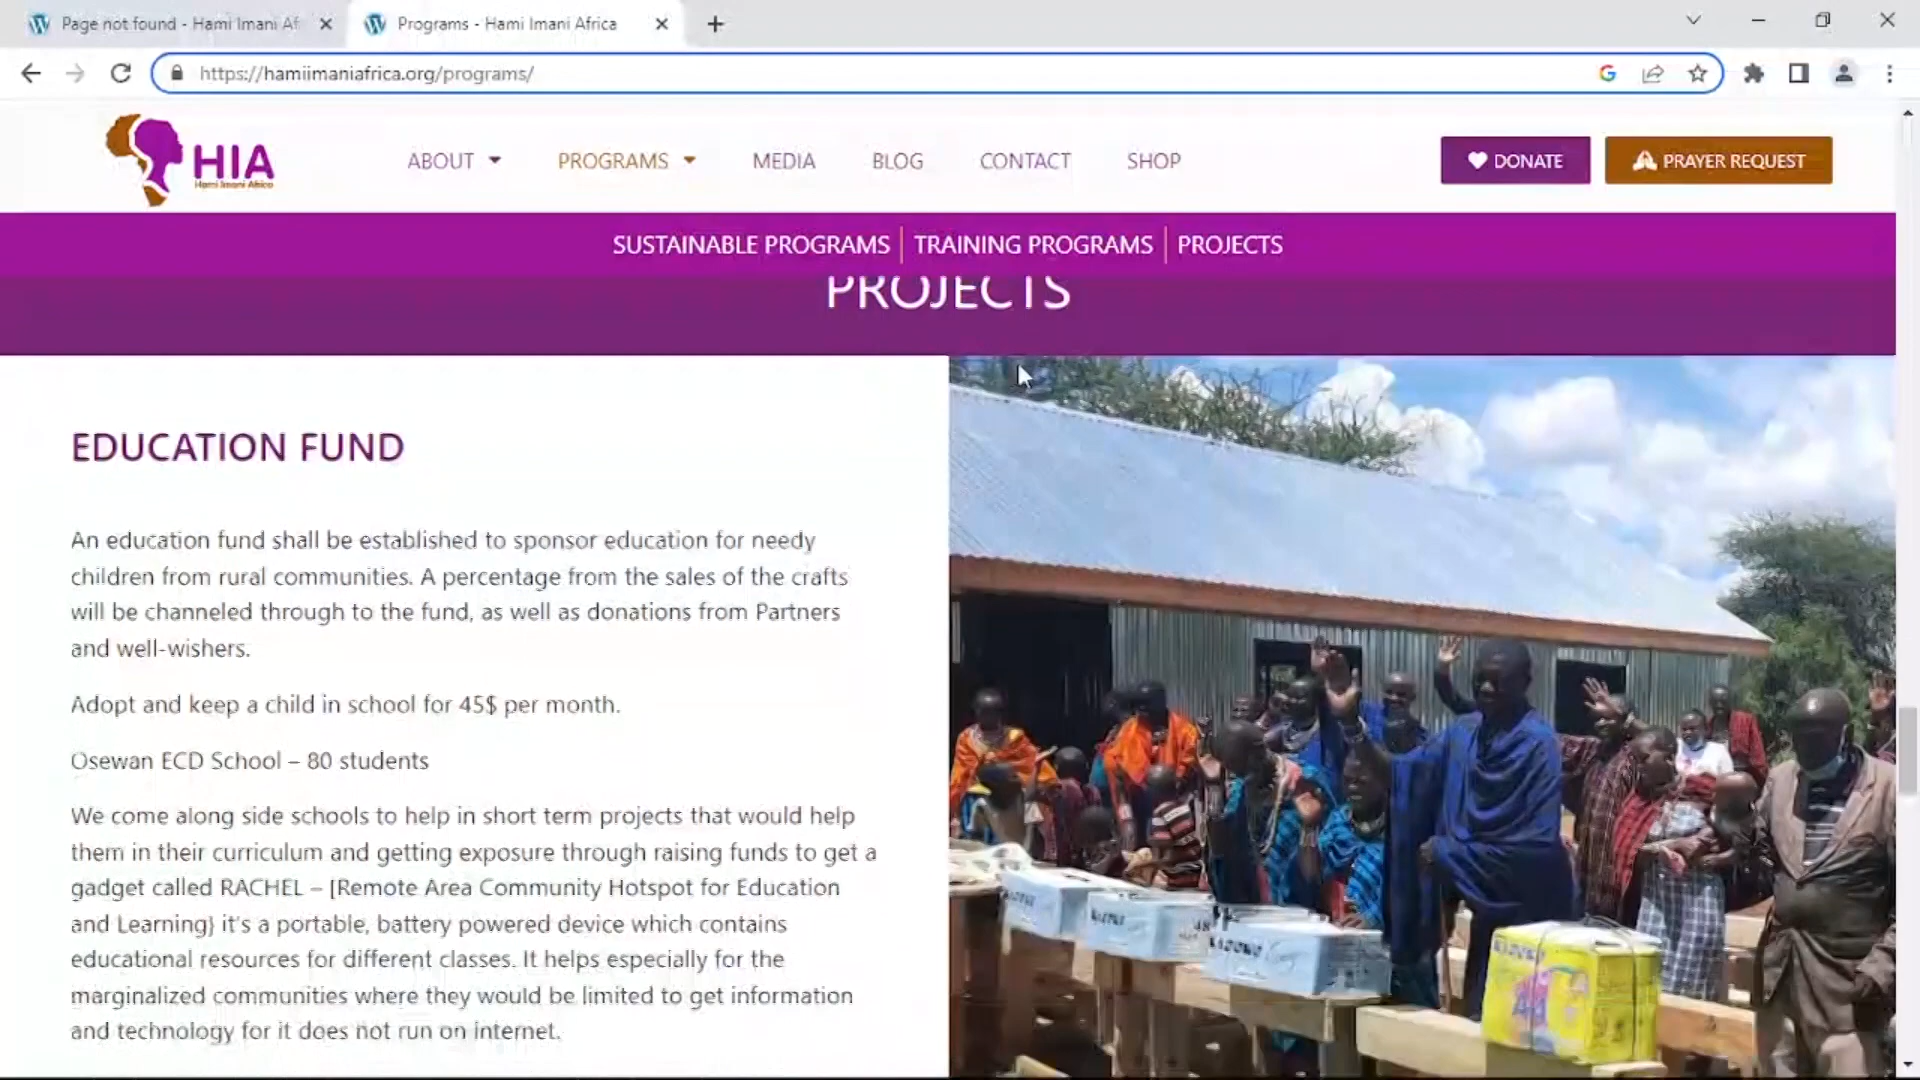 Page not found - Hami Imani Af
Programs - Hami Imani Africa
https://hamiimaniafrica.org/programs/
HIA
Hami Imani Africa
ABOUT
PROGRAMS
MEDIA
BLOG
CONTACT
SHOP
DONATE
PRAYER REQUEST
SUSTAINABLE PROGRAMS
TRAINING PROGRAMS
PROJECTS
PROJECTS
EDUCATION FUND
An education fund shall be established to sponsor education for needy
children from rural communities. A percentage from the sales of the crafts
will be channeled through to the fund, as well as donations from Partners
and well-wishers.
Adopt and keep a child in school for 45$ per month.
Osewan ECD School – 80 students
We come along side schools to help in short term projects that would help
them in their curriculum and getting exposure through raising funds to get a
gadget called RACHEL – [Remote Area Community Hotspot for Education
and Learning} it's a portable, battery powered device which contains
educational resources for different classes. It helps especially for the
marginalized communities where they would be limited to get information
and technology for it does not run on internet.